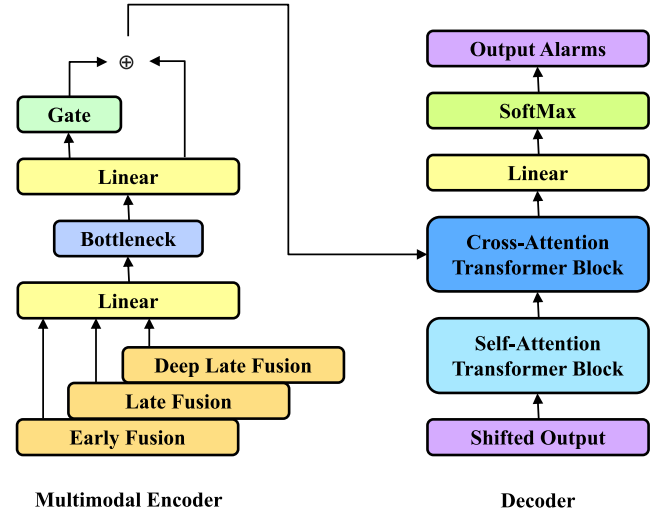 ⊕
Gate
Linear
Bottleneck
Linear
Deep Late Fusion
Late Fusion
Early Fusion
Multimodal Encoder
Output Alarms
SoftMax
Linear
Cross-Attention
Transformer Block
Self-Attention
Transformer Block
Shifted Output
Decoder